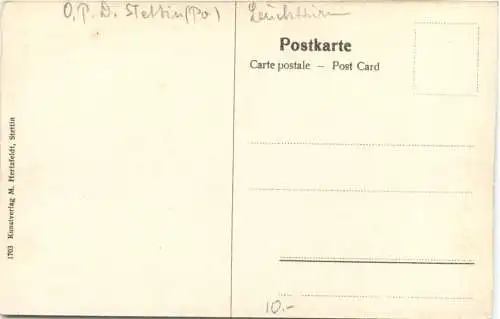 O.P.D. Stettin (Po) Leuchtturm
Postkarte
Carte postale – Post Card
1703 Kunstverlag M. Hertzfeldt, Stettin
10.-